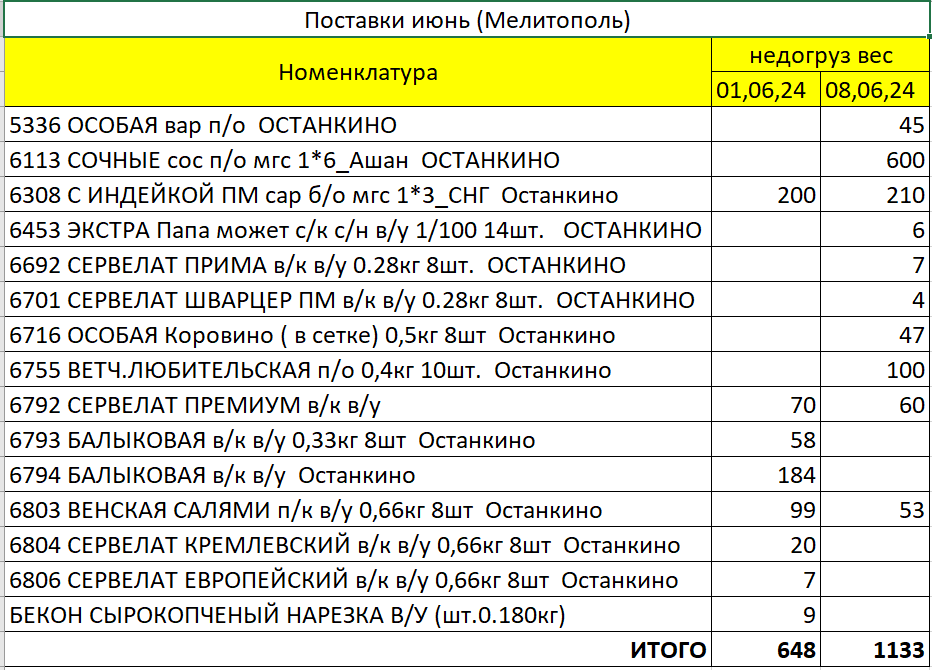 Поставки июнь (Мелитополь)
Номенклатура недогруз вес
01,06,24 08,06,24
5336 ОСОБАЯ вар п/о  ОСТАНКИНО 45
6113 СОЧНЫЕ сос п/о мгс 1*6_Ашан  ОСТАНКИНО 600
6308 С ИНДЕЙКОЙ ПМ сар б/о мгс 1*3_СНГ  Останкино 200 210
6453 ЭКСТРА Папа может с/к с/н в/у 1/100 14шт.   ОСТАНКИНО 6
6692 СЕРВЕЛАТ ПРИМА в/к в/у 0.28кг 8шт.  ОСТАНКИНО 7
6701 СЕРВЕЛАТ ШВАРЦЕР ПМ в/к в/у 0.28кг 8шт.  ОСТАНКИНО 4
6716 ОСОБАЯ Коровино ( в сетке) 0,5кг 8шт  Останкино 47
6755 ВЕТЧ.ЛЮБИТЕЛЬСКАЯ п/о 0,4кг 10шт.  Останкино 100
6792 СЕРВЕЛАТ ПРЕМИУМ в/к в/у 70 60
6793 БАЛЫКОВАЯ в/к в/у 0,33кг 8шт  Останкино 58
6794 БАЛЫКОВАЯ в/к в/у  Останкино 184
6803 ВЕНСКАЯ САЛЯМИ п/к в/у 0,66кг 8шт  Останкино 99 53
6804 СЕРВЕЛАТ КРЕМЛЕВСКИЙ в/к в/у 0,66кг 8шт  Останкино 20
6806 СЕРВЕЛАТ ЕВРОПЕЙСКИЙ в/к в/у 0,66кг 8шт  Останкино 7
БЕКОН СЫРОКОПЧЕНЫЙ НАРЕЗКА В/У (шт.0.180кг) 9
ИТОГО 648 1133